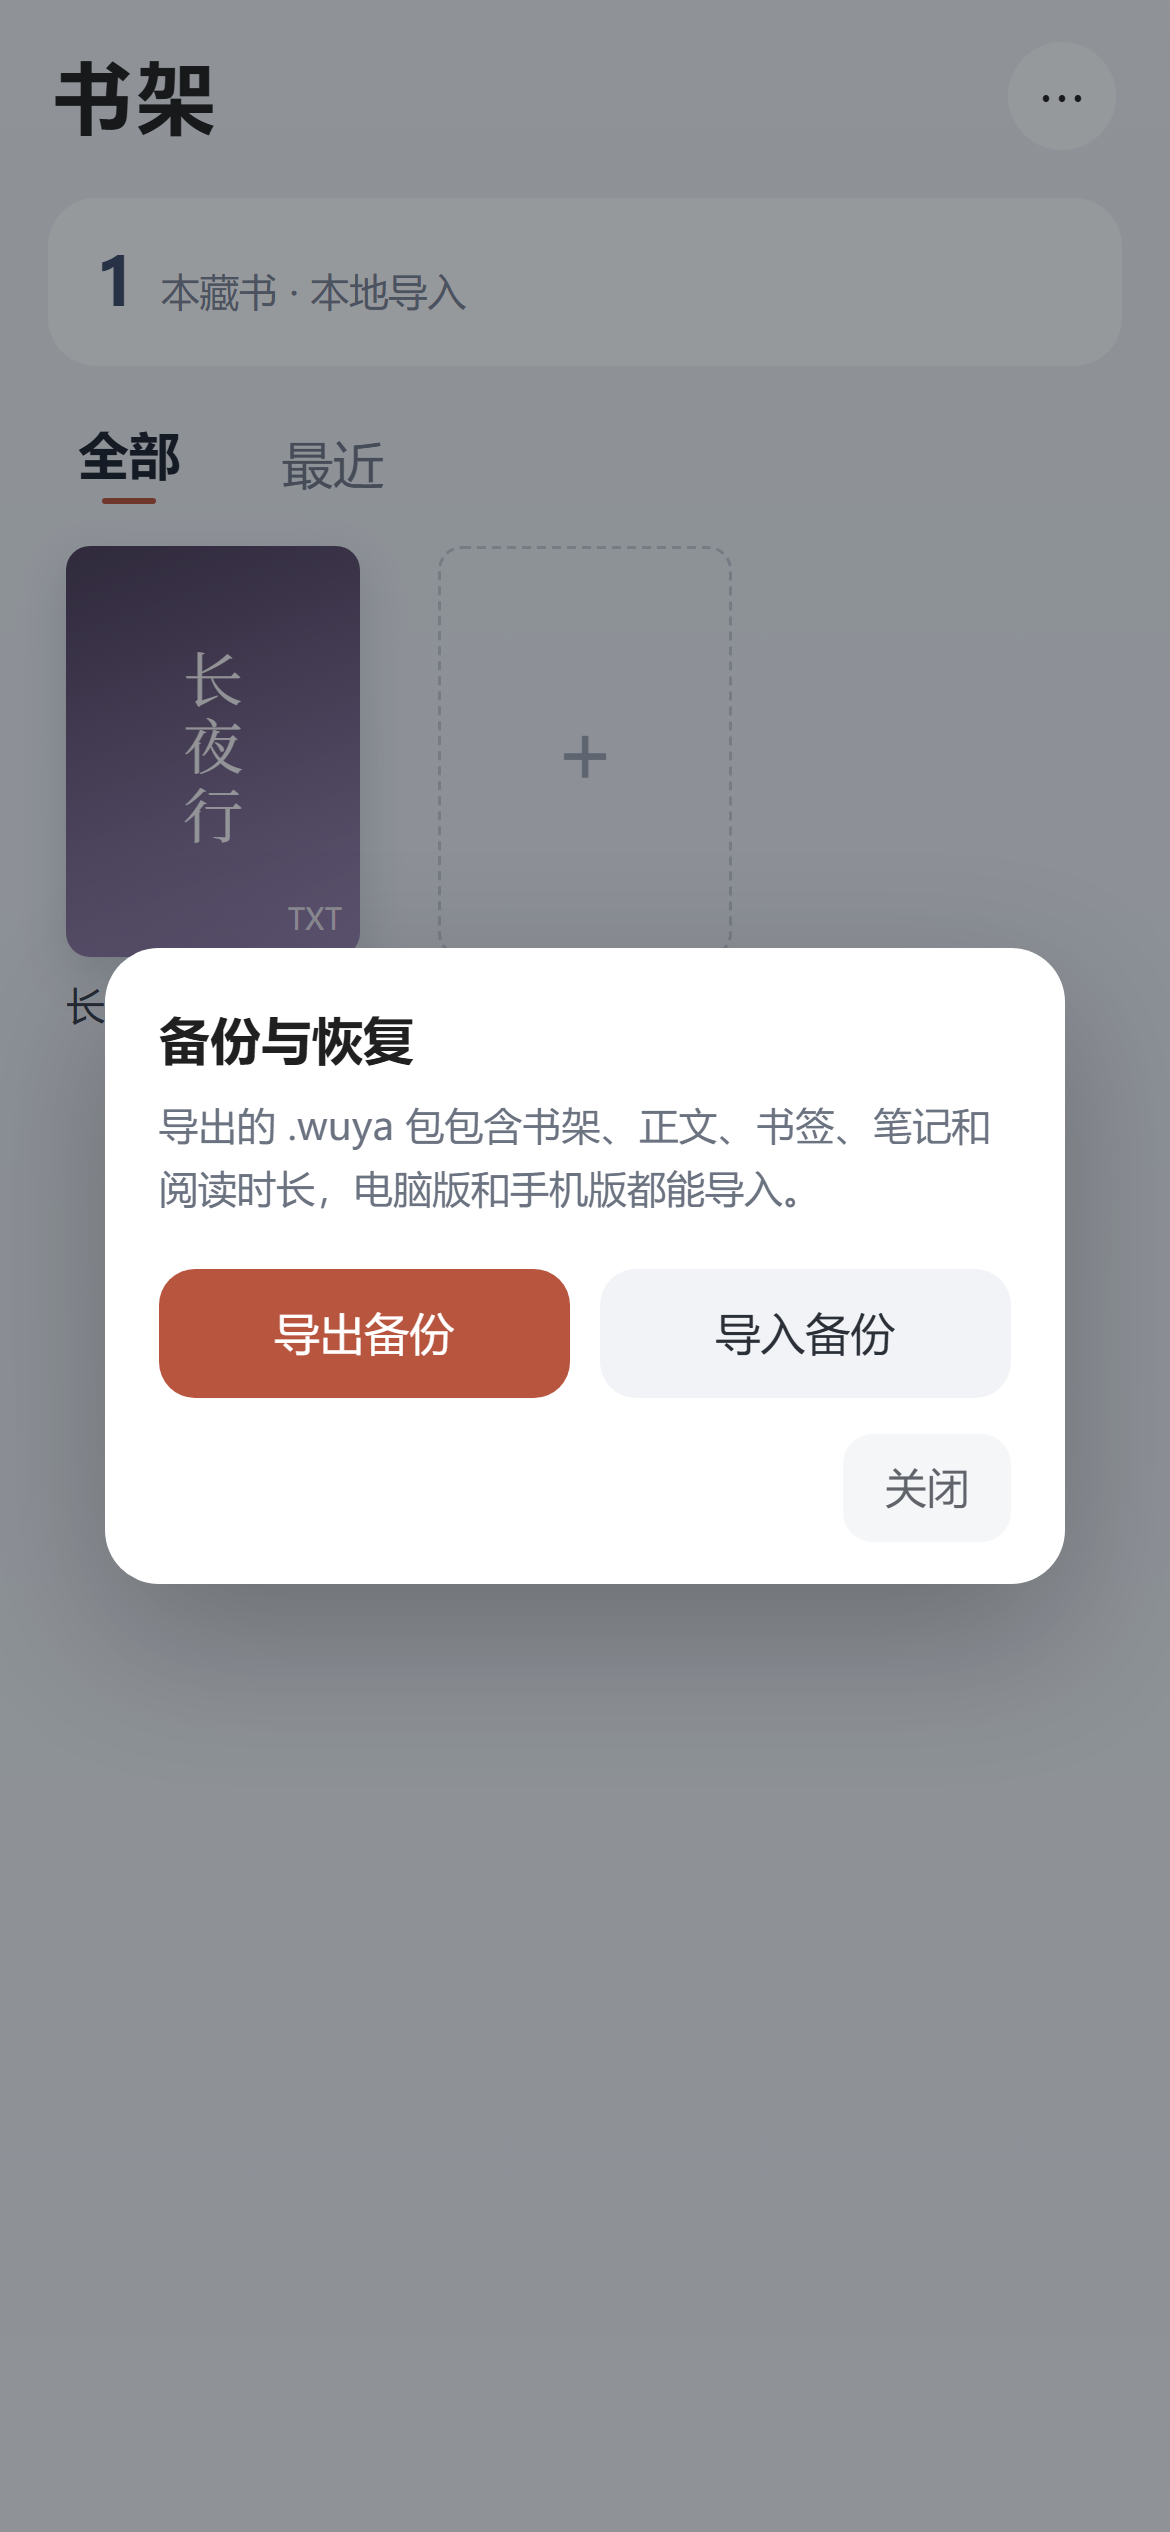 书架
...
1 本藏书 · 本地导入
全部 最近
长夜行
TXT
+
长
备份与恢复
导出的 .wuya 包包含书架、正文、书签、笔记和
阅读时长，电脑版和手机版都能导入。
导出备份 导入备份
关闭